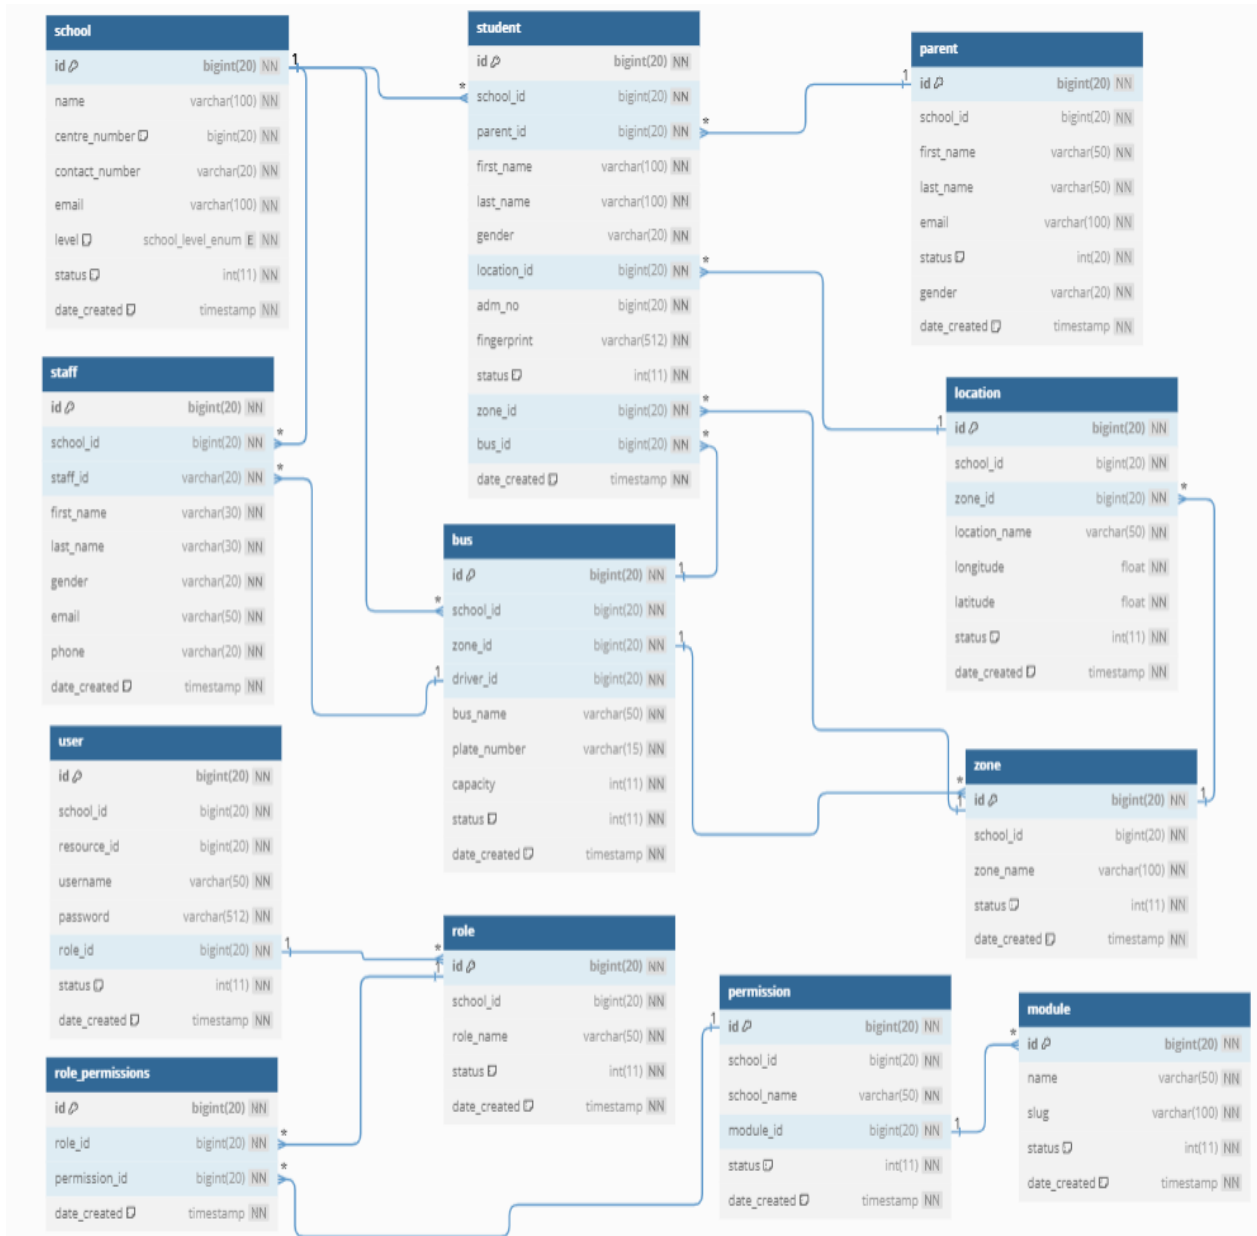 school
id bigint(20) NN
name varchar(100) NN
centre_number bigint(20) NN
contact_number varchar(20) NN
email varchar(100) NN
level school_level_enum E NN
status int(11) NN
date_created timestamp NN
student
id bigint(20) NN
school_id bigint(20) NN
parent_id bigint(20) NN
first_name varchar(100) NN
last_name varchar(100) NN
gender varchar(20) NN
location_id bigint(20) NN
adm_no bigint(20) NN
fingerprint varchar(512) NN
status int(11) NN
zone_id bigint(20) NN
bus_id bigint(20) NN
date_created timestamp NN
parent
id bigint(20) NN
school_id bigint(20) NN
first_name varchar(50) NN
last_name varchar(50) NN
email varchar(100) NN
status int(20) NN
gender varchar(20) NN
date_created timestamp NN
staff
id bigint(20) NN
school_id bigint(20) NN
staff_id varchar(20) NN
first_name varchar(30) NN
last_name varchar(30) NN
gender varchar(20) NN
email varchar(50) NN
phone varchar(20) NN
date_created timestamp NN
location
id bigint(20) NN
school_id bigint(20) NN
zone_id bigint(20) NN
location_name varchar(50) NN
longitude float NN
latitude float NN
status int(11) NN
date_created timestamp NN
bus
id bigint(20) NN
school_id bigint(20) NN
zone_id bigint(20) NN
driver_id bigint(20) NN
bus_name varchar(50) NN
plate_number varchar(15) NN
capacity int(11) NN
status int(11) NN
date_created timestamp NN
user
id bigint(20) NN
school_id bigint(20) NN
resource_id bigint(20) NN
username varchar(50) NN
password varchar(512) NN
role_id bigint(20) NN
status int(11) NN
date_created timestamp NN
zone
id bigint(20) NN
school_id bigint(20) NN
zone_name varchar(100) NN
status int(11) NN
date_created timestamp NN
role
id bigint(20) NN
school_id bigint(20) NN
role_name varchar(50) NN
status int(11) NN
date_created timestamp NN
permission
id bigint(20) NN
school_id bigint(20) NN
school_name varchar(50) NN
module_id bigint(20) NN
status int(11) NN
date_created timestamp NN
module
id bigint(20) NN
name varchar(50) NN
slug varchar(100) NN
status int(11) NN
date_created timestamp NN
role_permissions
id bigint(20) NN
role_id bigint(20) NN
permission_id bigint(20) NN
date_created timestamp NN
1
*
*
1
*
*
*
*
1
*
1
*
1
*
1
1
*
1
1
1
*
1
1
*
1
*
*